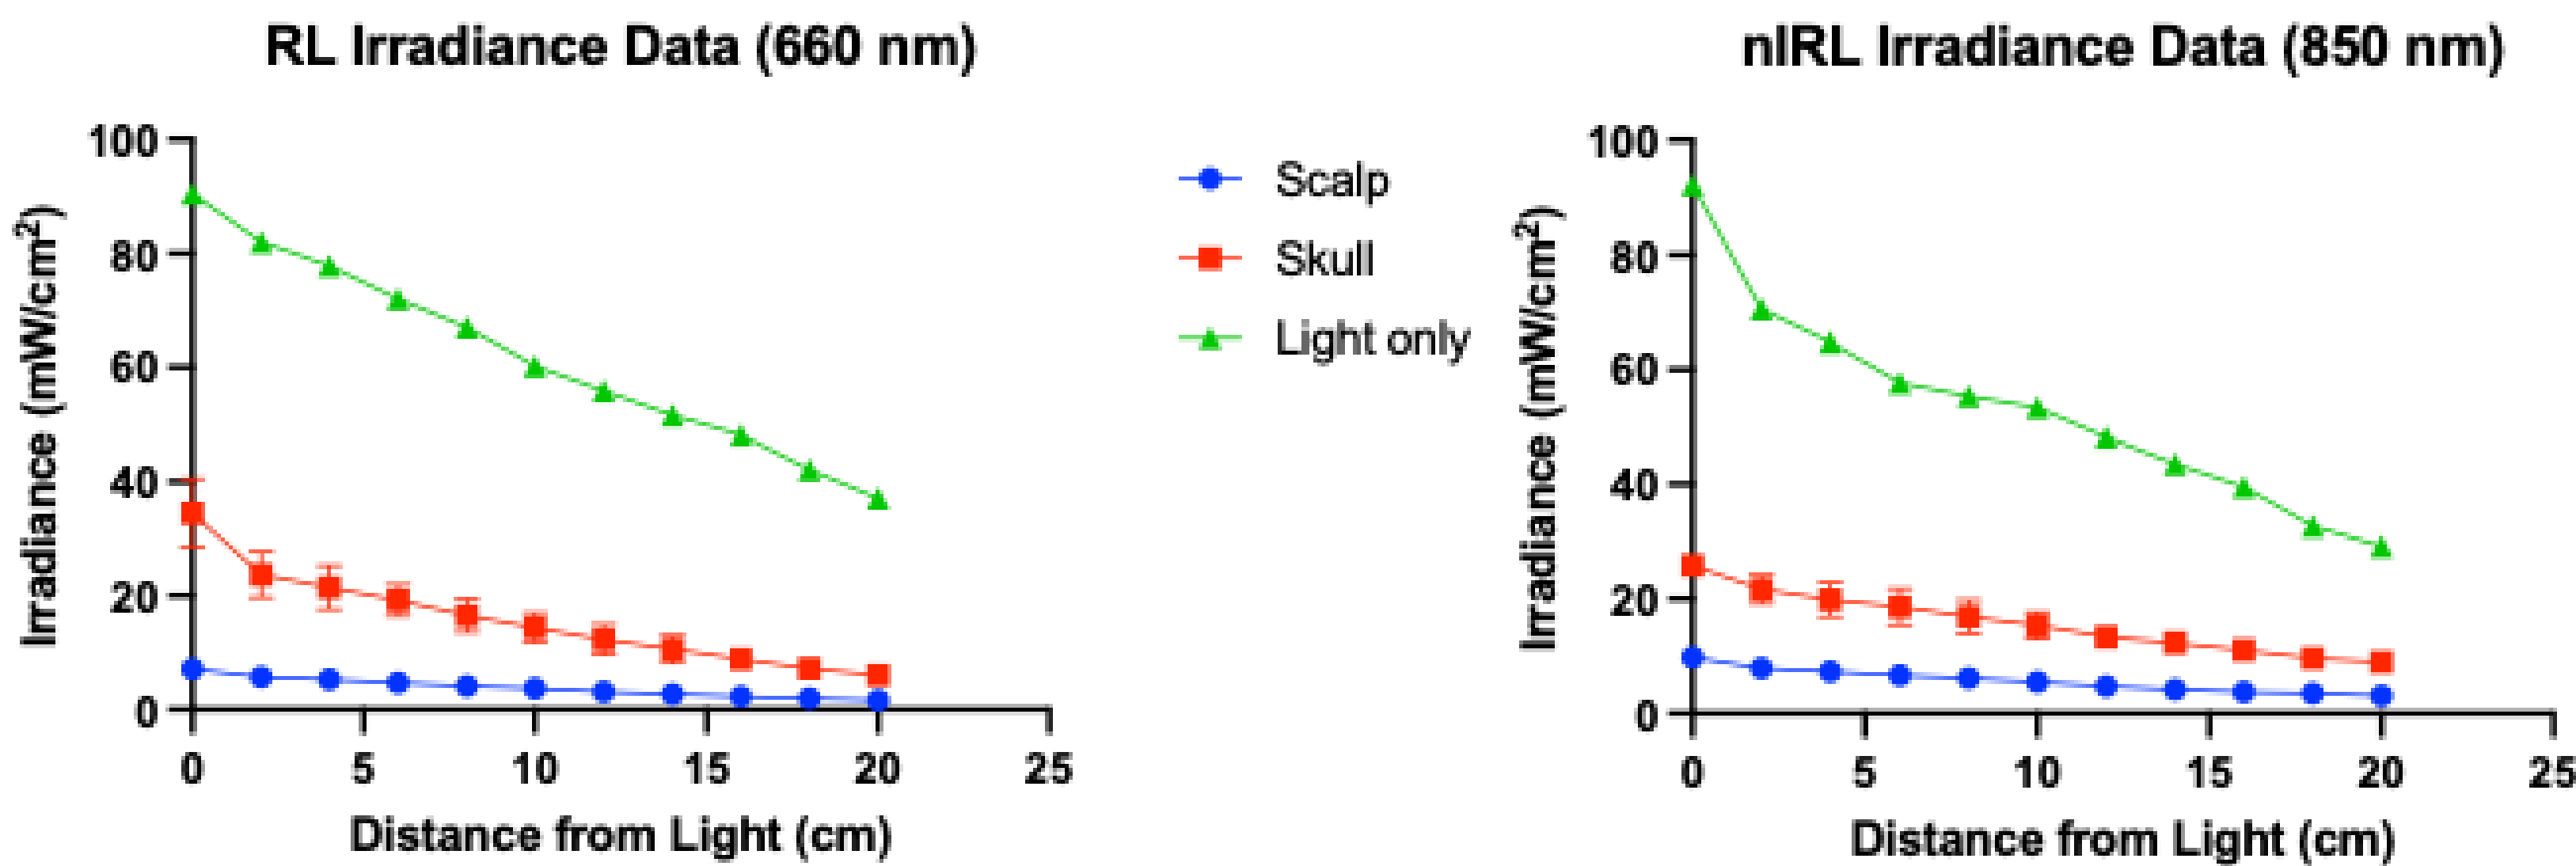 RL Irradiance Data (660 nm)
Irradiance (mW/cm²)
100
80
60
40
20
0
0 5 10 15 20 25
Distance from Light (cm)
Scalp
Skull
Light only
nIRL Irradiance Data (850 nm)
Irradiance (mW/cm²)
100
80
60
40
20
0
0 5 10 15 20 25
Distance from Light (cm)